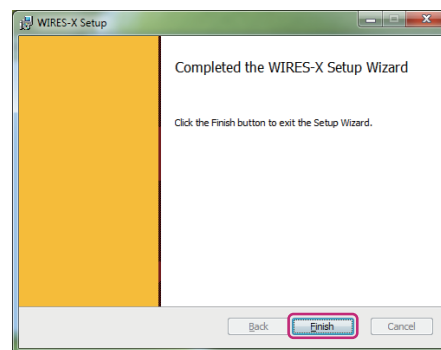 WIRES-X Setup
Completed the WIRES-X Setup Wizard
Click the Finish button to exit the Setup Wizard.
Back Finish Cancel